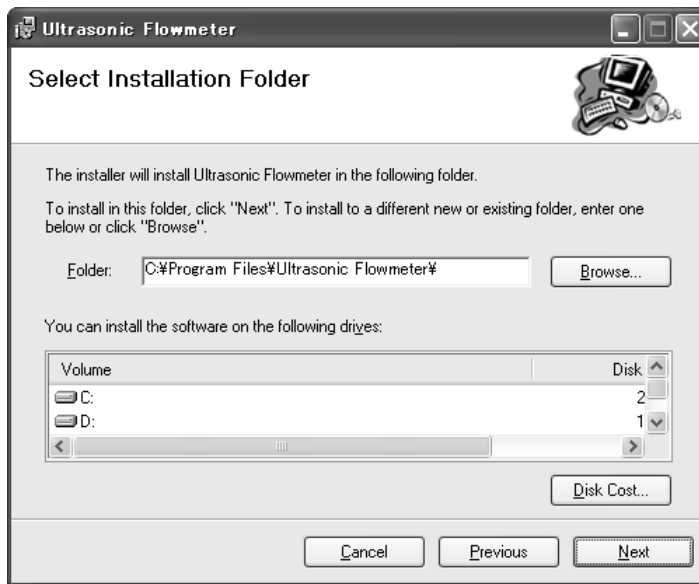 Ultrasonic Flowmeter
Select Installation Folder
The installer will install Ultrasonic Flowmeter in the following folder.
To install in this folder, click "Next". To install to a different new or existing folder, enter one
below or click "Browse".
Folder: C:¥Program Files¥Ultrasonic Flowmeter¥ Browse...
You can install the software on the following drives:
Volume Disk
C: 2
D: 1
Disk Cost...
Cancel Previous Next